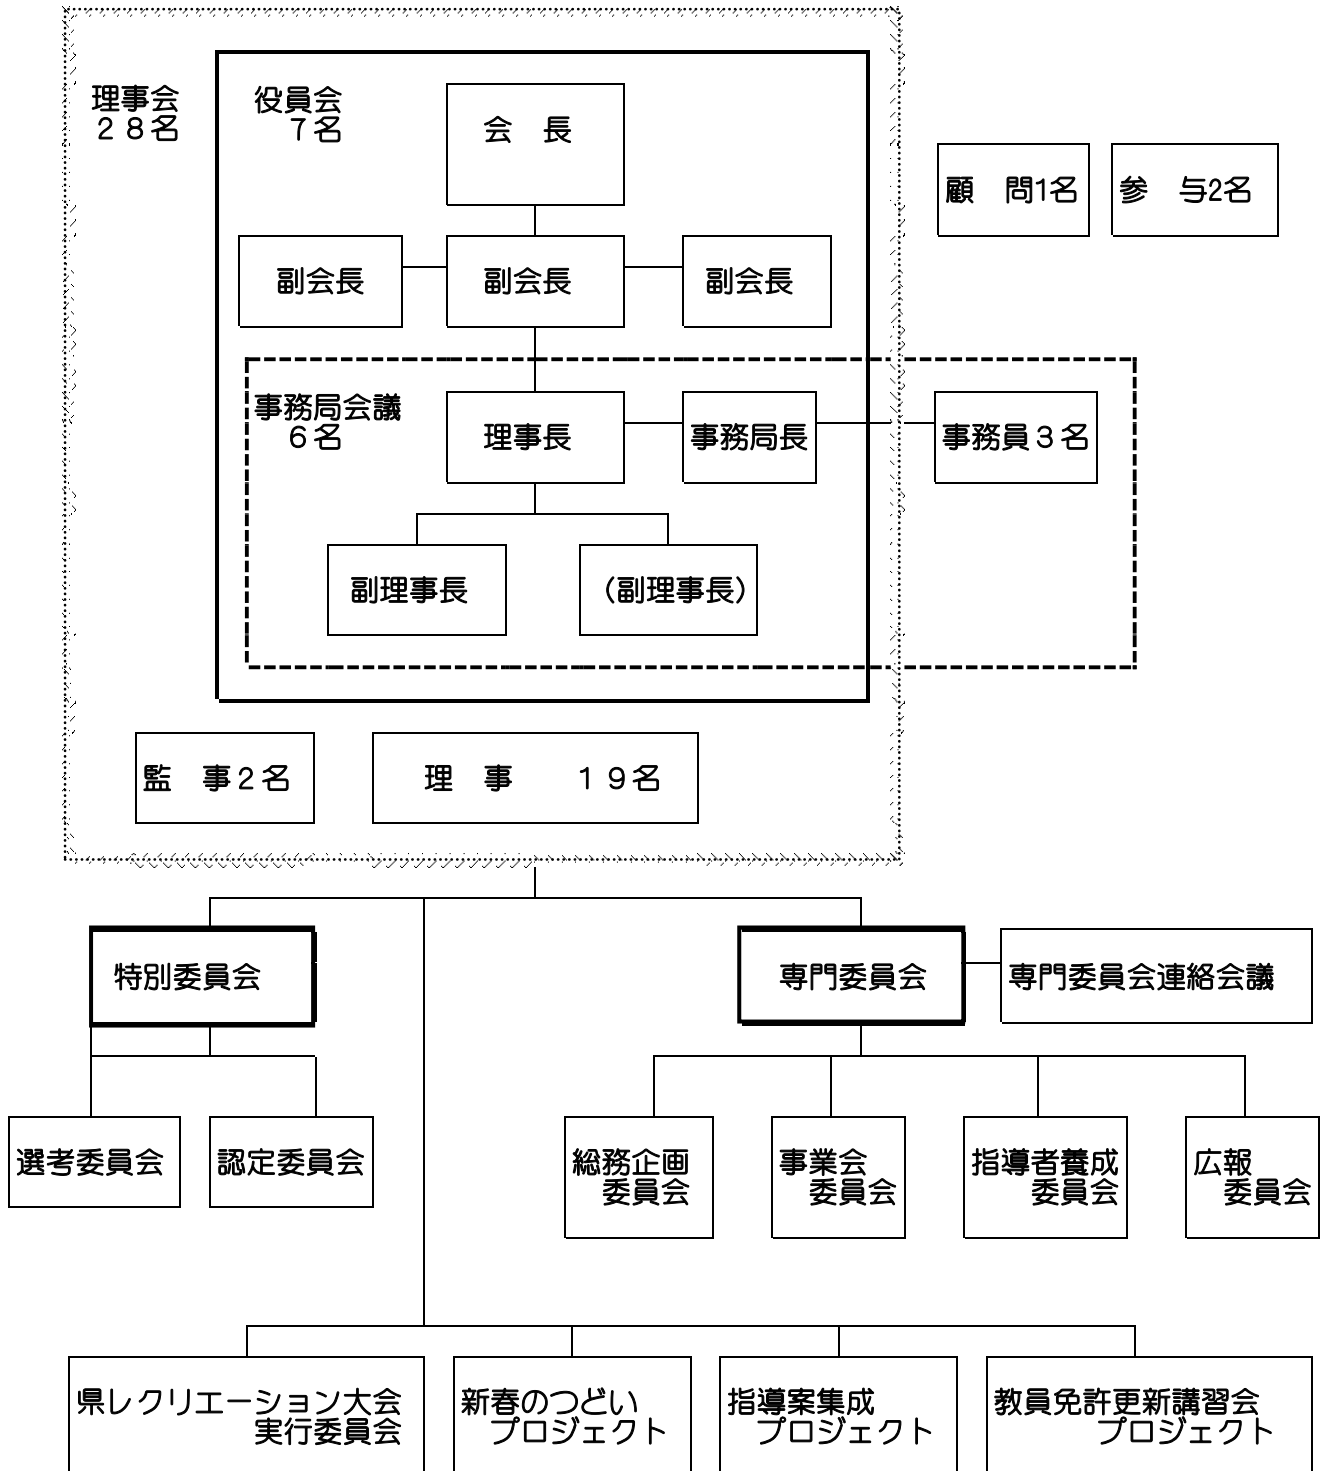 理事会
２８名
役員会
７名
会　長
顧　問1名
参　与2名
副会長
副会長
副会長
事務局会議
６名
理事長
事務局長
事務員３名
副理事長
（副理事長）
監　事２名
理　事　　１９名
特別委員会
専門委員会
専門委員会連絡会議
選考委員会
認定委員会
総務企画
委員会
事業会
委員会
指導者養成
委員会
広報
委員会
県レクリエーション大会
実行委員会
新春のつどい
プロジェクト
指導案集成
プロジェクト
教員免許更新講習会
プロジェクト